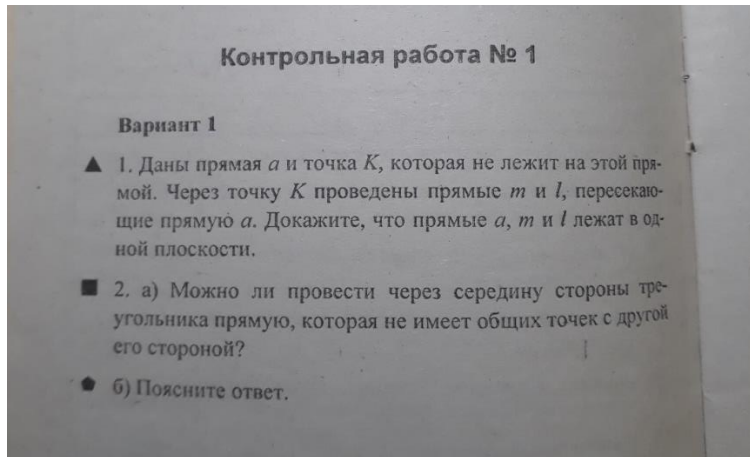 Контрольная работа № 1
Вариант 1
▲ 1. Даны прямая a и точка K, которая не лежит на этой пря-
мой. Через точку K проведены прямые m и l, пересекаю-
щие прямую a. Докажите, что прямые a, m и l лежат в од-
ной плоскости.
■ 2. а) Можно ли провести через середину стороны тре-
угольника прямую, которая не имеет общих точек с другой
его стороной?
б) Поясните ответ.